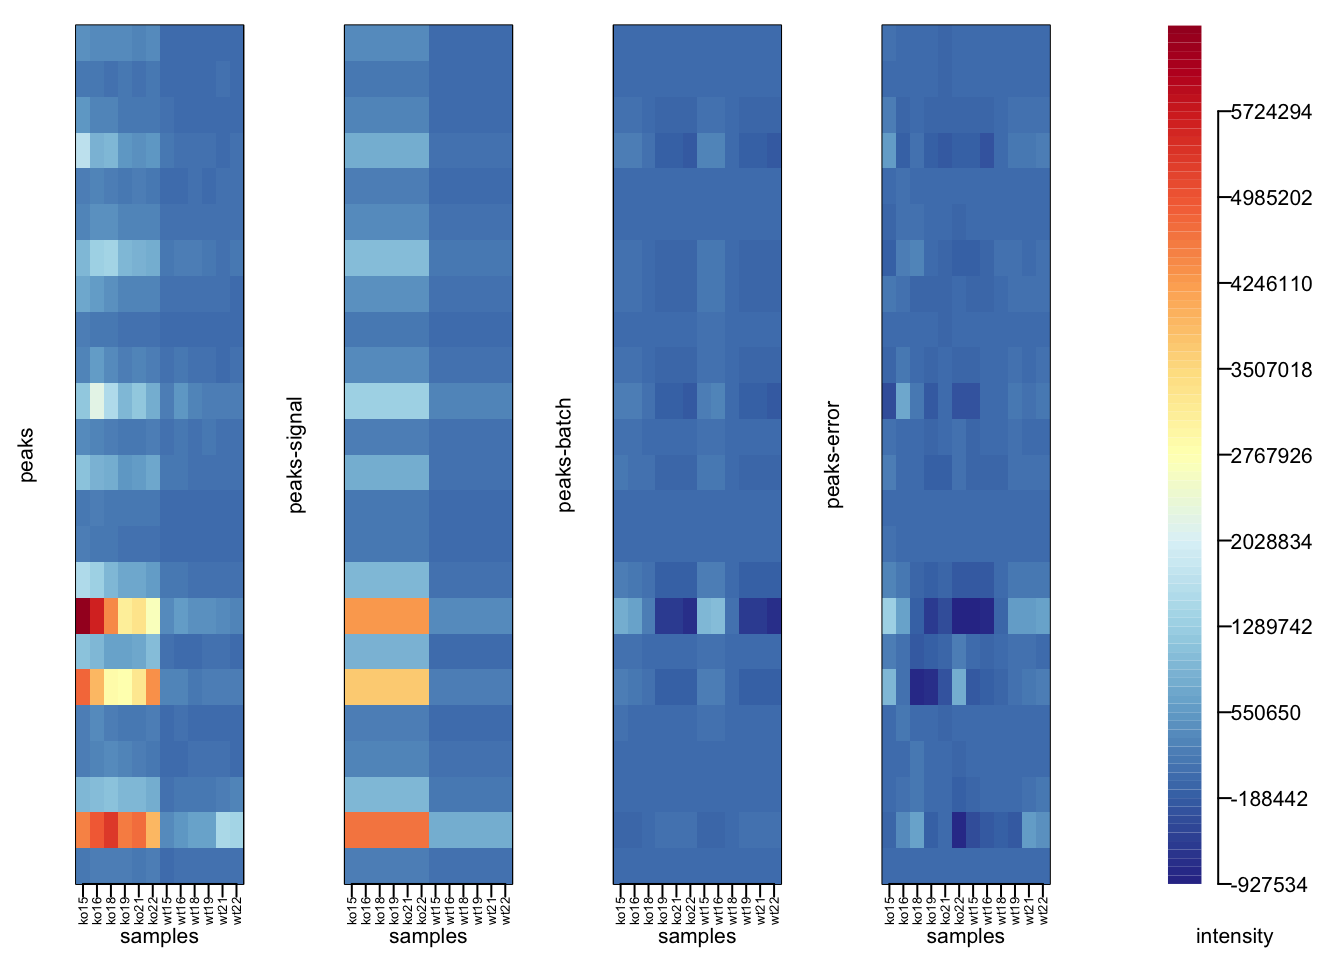 peaks
ko15
ko16
ko18
ko19
ko21
ko22
wt15
wt16
wt18
wt19
wt21
wt22
samples
peaks-signal
ko15
ko16
ko18
ko19
ko21
ko22
wt15
wt16
wt18
wt19
wt21
wt22
samples
peaks-batch
ko15
ko16
ko18
ko19
ko21
ko22
wt15
wt16
wt18
wt19
wt21
wt22
samples
peaks-error
ko15
ko16
ko18
ko19
ko21
ko22
wt15
wt16
wt18
wt19
wt21
wt22
samples
5724294
4985202
4246110
3507018
2767926
2028834
1289742
550650
-188442
-927534
intensity